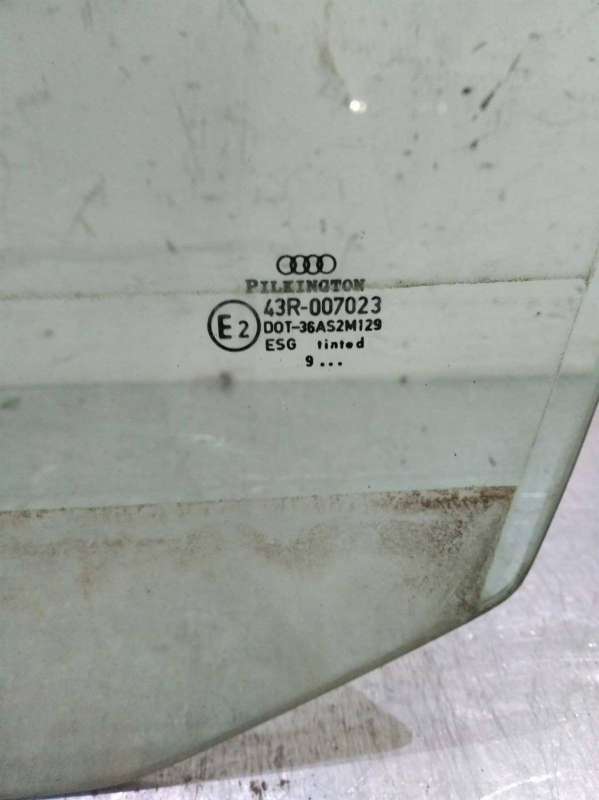 PILKINGTON
43R-007023
E2
DOT-36AS2M129
ESG tinted
9...